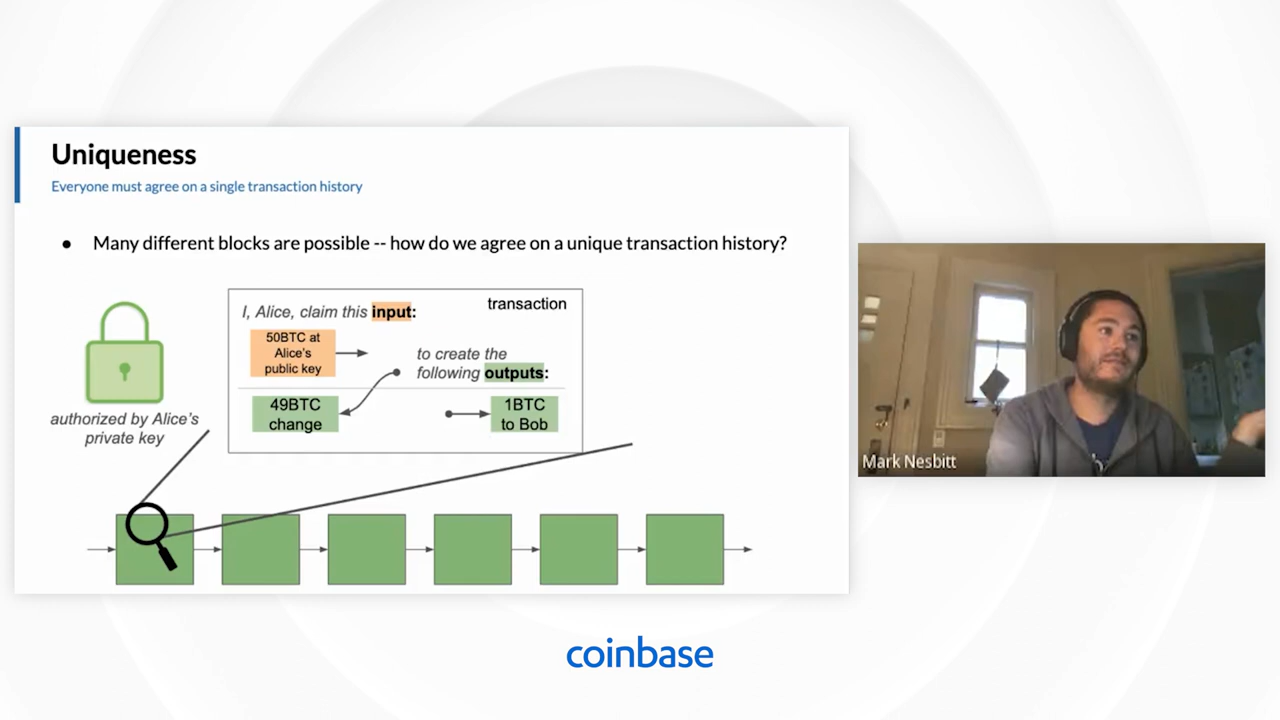 Uniqueness
Everyone must agree on a single transaction history
● Many different blocks are possible -- how do we agree on a unique transaction history?
transaction
I, Alice, claim this input:
50BTC at
Alice's
public key
to create the
following outputs:
49BTC
change
1BTC
to Bob
authorized by Alice's
private key
Mark Nesbitt
coinbase